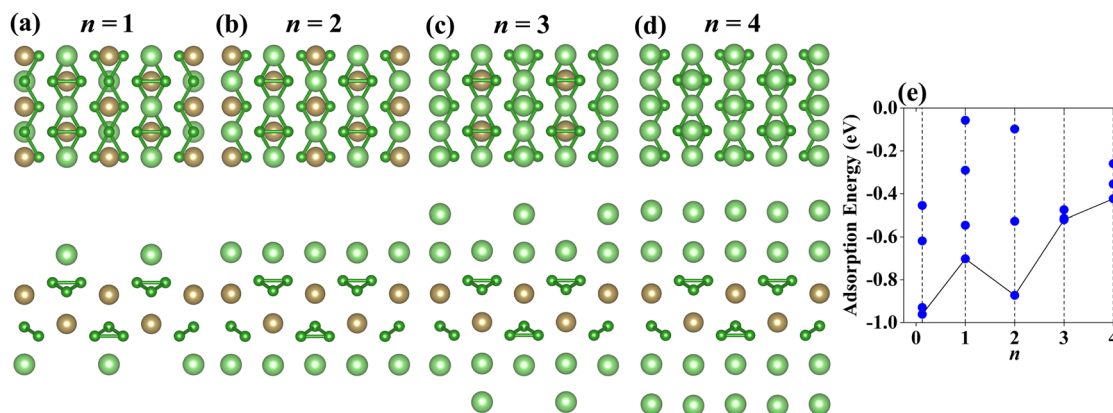 (a) n = 1
(b) n = 2
(c) n = 3
(d) n = 4
(e)
Adsorption Energy (eV)
0.0
-0.2
-0.4
-0.6
-0.8
-1.0
0 1 2 3 4
n